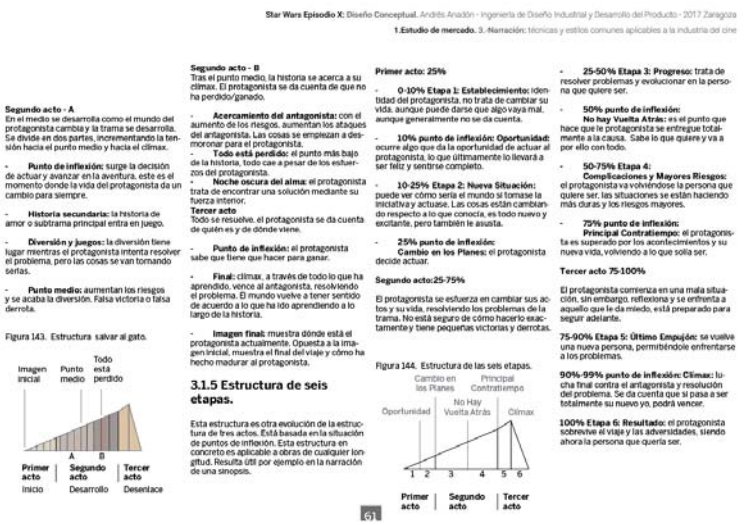 Star Wars Episodio X: Diseño Conceptual. Andrés Anadón - Ingeniería de Diseño Industrial y Desarrollo del Producto - 2017 Zaragoza
1.Estudio de mercado. 3.-Narración: técnicas y estilos comunes aplicables a la industria del cine
Segundo acto - A
En el medio se desarrolla como el mundo del
protagonista cambia y la trama se desarrolla.
Se divide en dos partes, incrementando la ten-
sión hacia el punto medio y hacia el clímax.
- Punto de inflexión: surge la decisión
de actuar y avanzar en la aventura, este es el
momento donde la vida del protagonista da un
cambio para siempre.
- Historia secundaria: la historia de
amor o subtrama principal entra en juego.
- Diversión y juegos: la diversión tiene
lugar mientras el protagonista intenta resolver
el problema, pero las cosas se van tornando
serias.
- Punto medio: aumentan los riesgos
y se acaba la diversión. Falsa victoria o falsa
derrota.
Figura 143. Estructura salvar al gato.
Imagen inicial
Punto medio
Todo está perdido
A
B
Primer acto
Segundo acto
Tercer acto
Inicio
Desarrollo
Desenlace
Segundo acto - B
Tras el punto medio, la historia se acerca a su
clímax. El protagonista se da cuenta de que no
ha perdido/ganado.
- Acercamiento del antagonista: con el
aumento de los riesgos, aumentan los ataques
del antagonista. Las cosas se empiezan a des-
moronar para el protagonista.
- Todo está perdido: el punto más bajo
de la historia, todo cae a pesar de los esfuer-
zos del protagonista.
- Noche oscura del alma: el protagonista
trata de encontrar una solución mediante su
fuerza interior.
Tercer acto
Todo se resuelve, el protagonista se da cuenta
de quién es y de dónde viene.
- Punto de inflexión: el protagonista
sabe que tiene que hacer para ganar.
- Final: clímax, a través de todo lo que ha
aprendido, vence al antagonista, resolviendo
el problema. El mundo vuelve a tener sentido
de acuerdo a lo que ha ido aprendiendo a lo
largo de la historia.
- Imagen final: muestra dónde está el
protagonista actualmente. Opuesta a la ima-
gen inicial, muestra el final del viaje y cómo ha
hecho madurar al protagonista.
3.1.5 Estructura de seis
etapas.
Esta estructura es otra evolución de la estruc-
tura de tres actos. Está basada en la situación
de puntos de inflexión. Esta estructura en
concreto es aplicable a obras de cualquier lon-
gitud. Resulta útil por ejemplo en la narración
de una sinopsis.
Primer acto: 25%
- 0-10% Etapa 1: Establecimiento: iden-
tidad del protagonista, no trata de cambiar su
vida, aunque puede darse que algo vaya mal,
aunque generalmente no se da cuenta.
- 10% punto de inflexión: Oportunidad:
ocurre algo que da la oportunidad de actuar al
protagonista, lo que últimamente lo llevará a
ser feliz y sentirse completo.
- 10-25% Etapa 2: Nueva Situación:
puede ver cómo sería el mundo si tomase la
iniciativa y actuase. Las cosas están cambian-
do respecto a lo que conocía, es todo nuevo y
excitante, pero también le asusta.
- 25% punto de inflexión:
Cambio en los Planes: el protagonista
decide actuar.
Segundo acto:25-75%
El protagonista se esfuerza en cambiar sus ac-
tos y su vida, resolviendo los problemas de la
trama. No está seguro de cómo hacerlo exac-
tamente y tiene pequeñas victorias y derrotas.
Figura 144. Estructura de las seis etapas.
Cambio en los Planes
Principal Contratiempo
Oportunidad
No Hay Vuelta Atrás
Clímax
1 2 3 4 5 6
Primer acto
Segundo acto
Tercer acto
- 25-50% Etapa 3: Progreso: trata de
resolver problemas y evolucionar en la perso-
na que quiere ser.
- 50% punto de inflexión:
No hay Vuelta Atrás: es el punto que
hace que le protagonista se entregue total-
mente a la causa. Sabe lo que quiere y va a
por ello con todo.
- 50-75% Etapa 4:
Complicaciones y Mayores Riesgos:
el protagonista va volviéndose la persona que
quiere ser, las situaciones se están haciendo
más duras y los riesgos mayores.
- 75% punto de inflexión:
Principal Contratiempo: el protagonis-
ta es superado por los acontecimientos y su
nueva vida, volviendo a lo que solía ser.
Tercer acto 75-100%
El protagonista comienza en una mala situa-
ción, sin embargo, reflexiona y se enfrenta a
aquello que le da miedo, está preparado para
seguir adelante.
75-90% Etapa 5: Último Empujón: se vuelve
una nueva persona, permitiéndole enfrentarse
a los problemas.
90%-99% punto de inflexión: Clímax: lu-
cha final contra el antagonista y resolución
del problema. Se da cuenta que si pasa a ser
totalmente su nuevo yo, podrá vencer.
100% Etapa 6: Resultado: el protagonista
sobrevive el viaje y las adversidades, siendo
ahora la persona que quería ser.
61